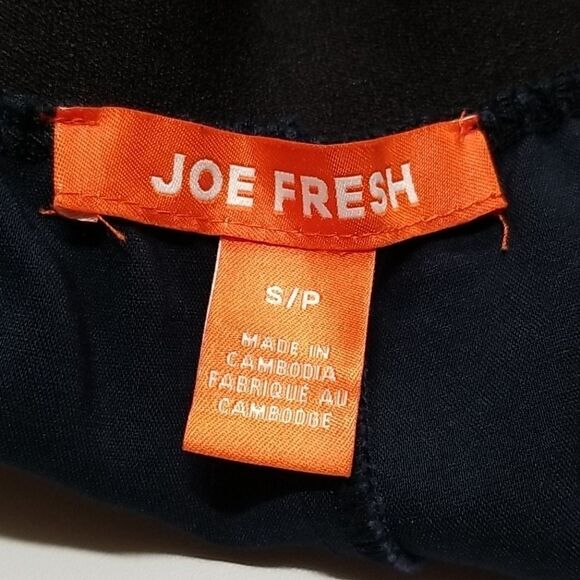 JOE FRESH
S/P
MADE IN
CAMBODIA
FABRIQUÉ AU
CAMBODGE